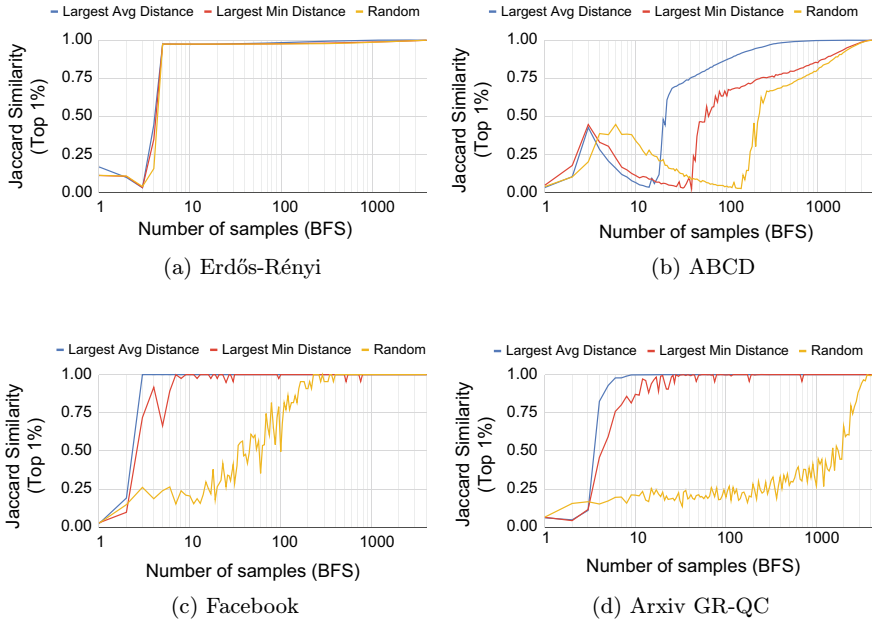 Largest Avg Distance Largest Min Distance Random
Jaccard Similarity
(Top 1%)
1.00
0.75
0.50
0.25
0.00
1 10 100 1000
Number of samples (BFS)
(a) Erdős-Rényi
Largest Avg Distance Largest Min Distance Random
Jaccard Similarity
(Top 1%)
1.00
0.75
0.50
0.25
0.00
1 10 100 1000
Number of samples (BFS)
(b) ABCD
Largest Avg Distance Largest Min Distance Random
Jaccard Similarity
(Top 1%)
1.00
0.75
0.50
0.25
0.00
1 10 100 1000
Number of samples (BFS)
(c) Facebook
Largest Avg Distance Largest Min Distance Random
Jaccard Similarity
(Top 1%)
1.00
0.75
0.50
0.25
0.00
1 10 100 1000
Number of samples (BFS)
(d) Arxiv GR-QC